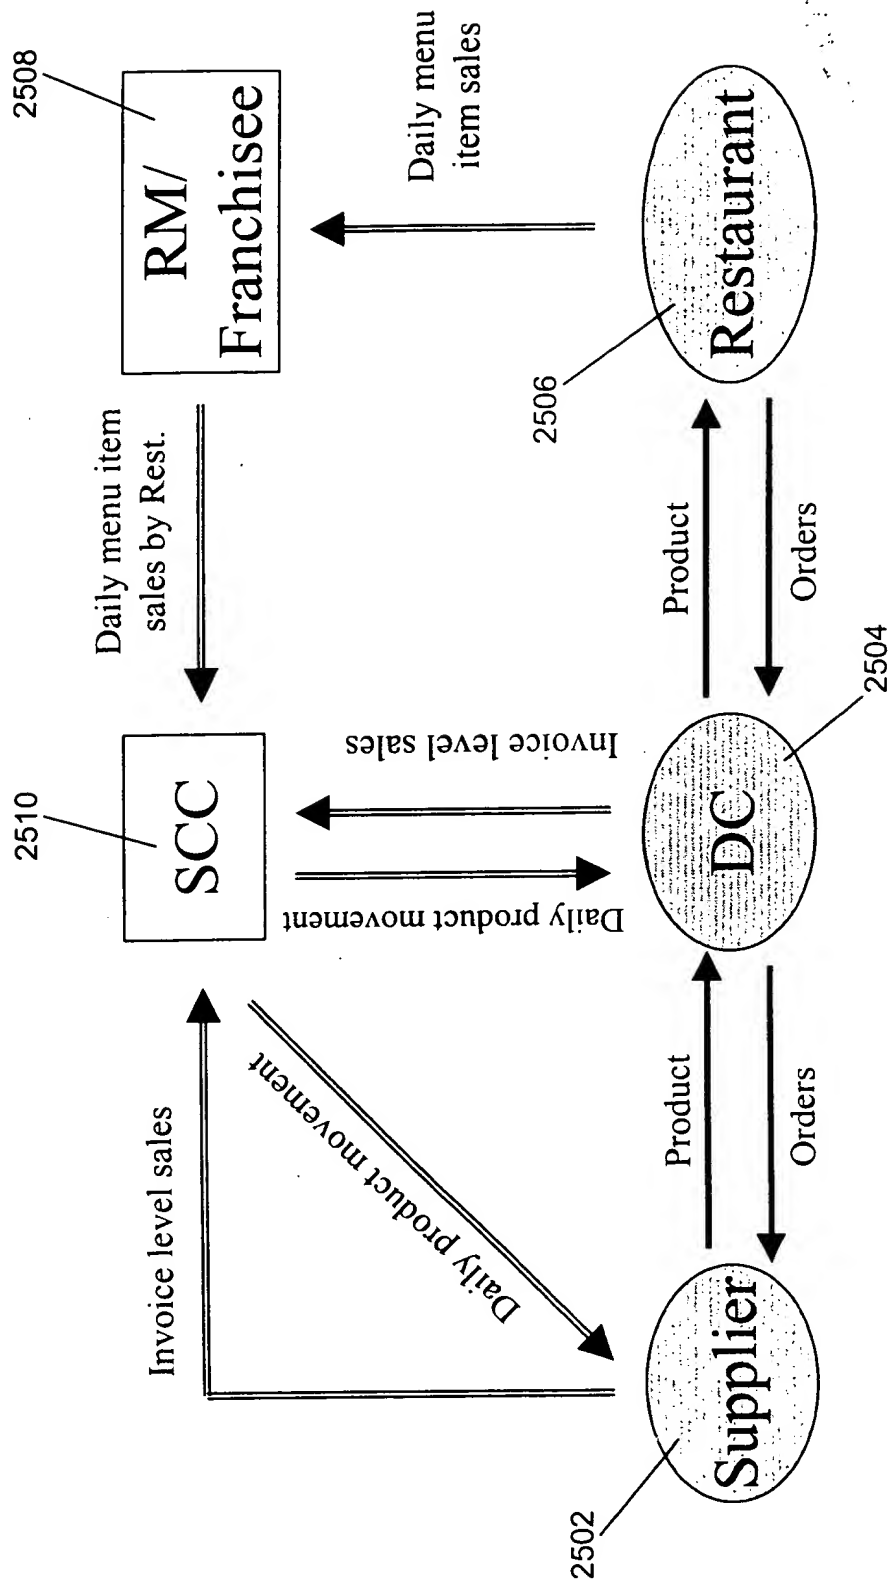 2510
SCC
Daily menu item
sales by Rest.
2508
RM/
Franchisee
Invoice level sales
Daily product movement
Daily product movement
Invoice level sales
Daily menu
item sales
2502
Supplier
Product
Orders
DC
2504
Product
Orders
2506
Restaurant